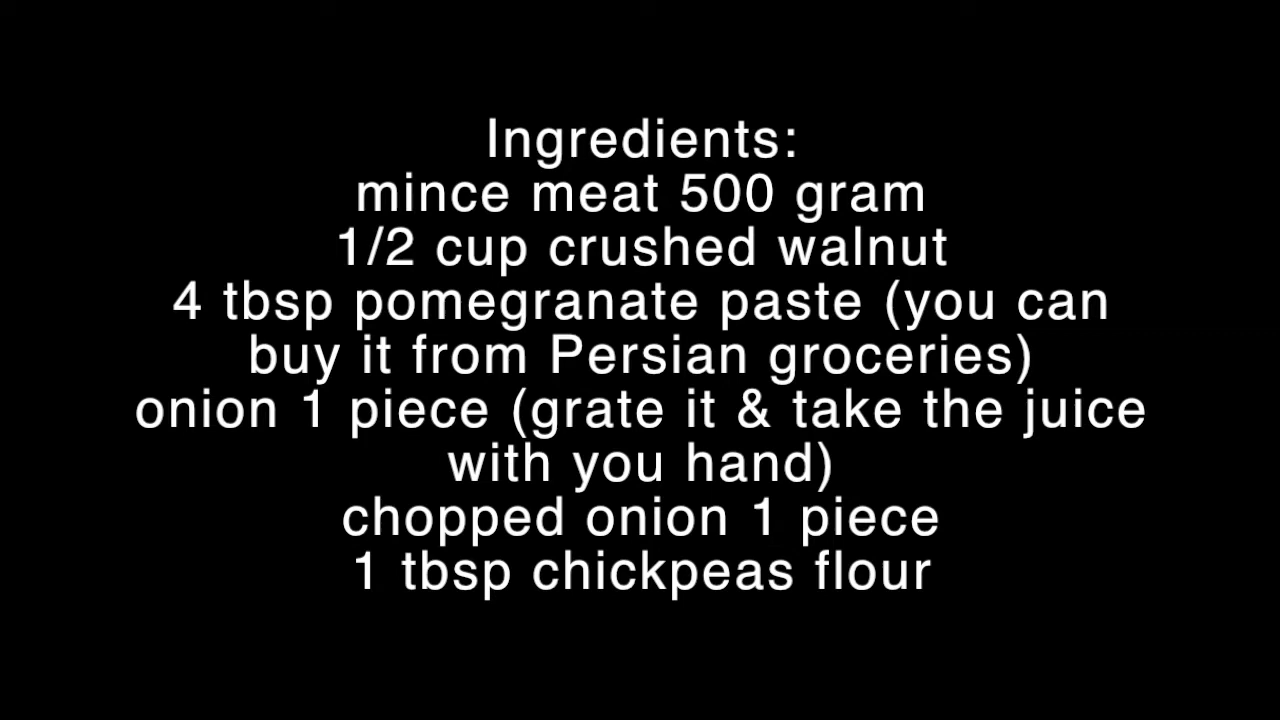 Ingredients:
mince meat 500 gram
1/2 cup crushed walnut
4 tbsp pomegranate paste (you can
buy it from Persian groceries)
onion 1 piece (grate it & take the juice
with you hand)
chopped onion 1 piece
1 tbsp chickpeas flour